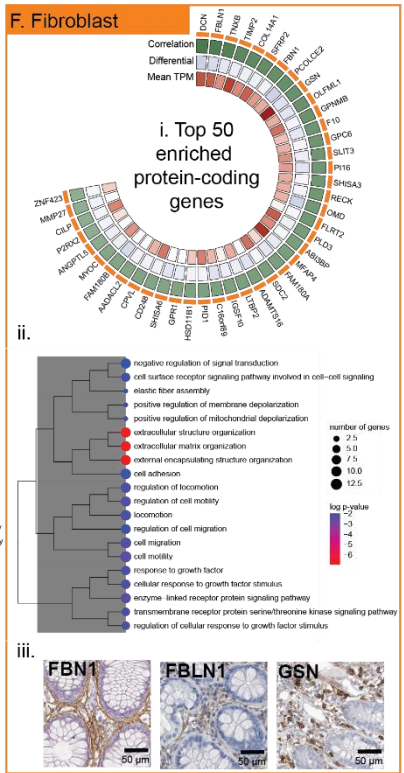 F. Fibroblast
DCN
FBLN1
TNXB
TIMP2
COL14A1
SFRP2
FBN1
PCOLCE2
GSN
OLFML1
GPNMB
F10
GPC6
SLIT3
PI16
SHISA3
RECK
OMD
FLRT2
PLD3
ABI3BP
MFAP4
FAM180A
SDC2
ADAMTS16
LTBP2
IGSF10
C16orf89
PID1
HSD11B1
GPR1
SHISA6
CD248
CPVL
AADACL2
FAM180B
MYOC
ANGPTL5
P2RX2
CILP
MMP27
ZNF423
Correlation
Differential
Mean TPM
i. Top 50
enriched
protein-coding
genes
ii.
negative regulation of signal transduction
cell surface receptor signaling pathway involved in cell-cell signaling
elastic fiber assembly
positive regulation of membrane depolarization
positive regulation of mitochondrial depolarization
extracellular structure organization
extracellular matrix organization
external encapsulating structure organization
cell adhesion
regulation of locomotion
regulation of cell motility
locomotion
regulation of cell migration
cell migration
cell motility
response to growth factor
cellular response to growth factor stimulus
enzyme-linked receptor protein signaling pathway
transmembrane receptor protein serine/threonine kinase signaling pathway
regulation of cellular response to growth factor stimulus
number of genes
2.5
5.0
7.5
10.0
12.5
log p-value
-2
-3
-4
-5
-6
iii.
FBN1
50 µm
FBLN1
50 µm
GSN
50 µm